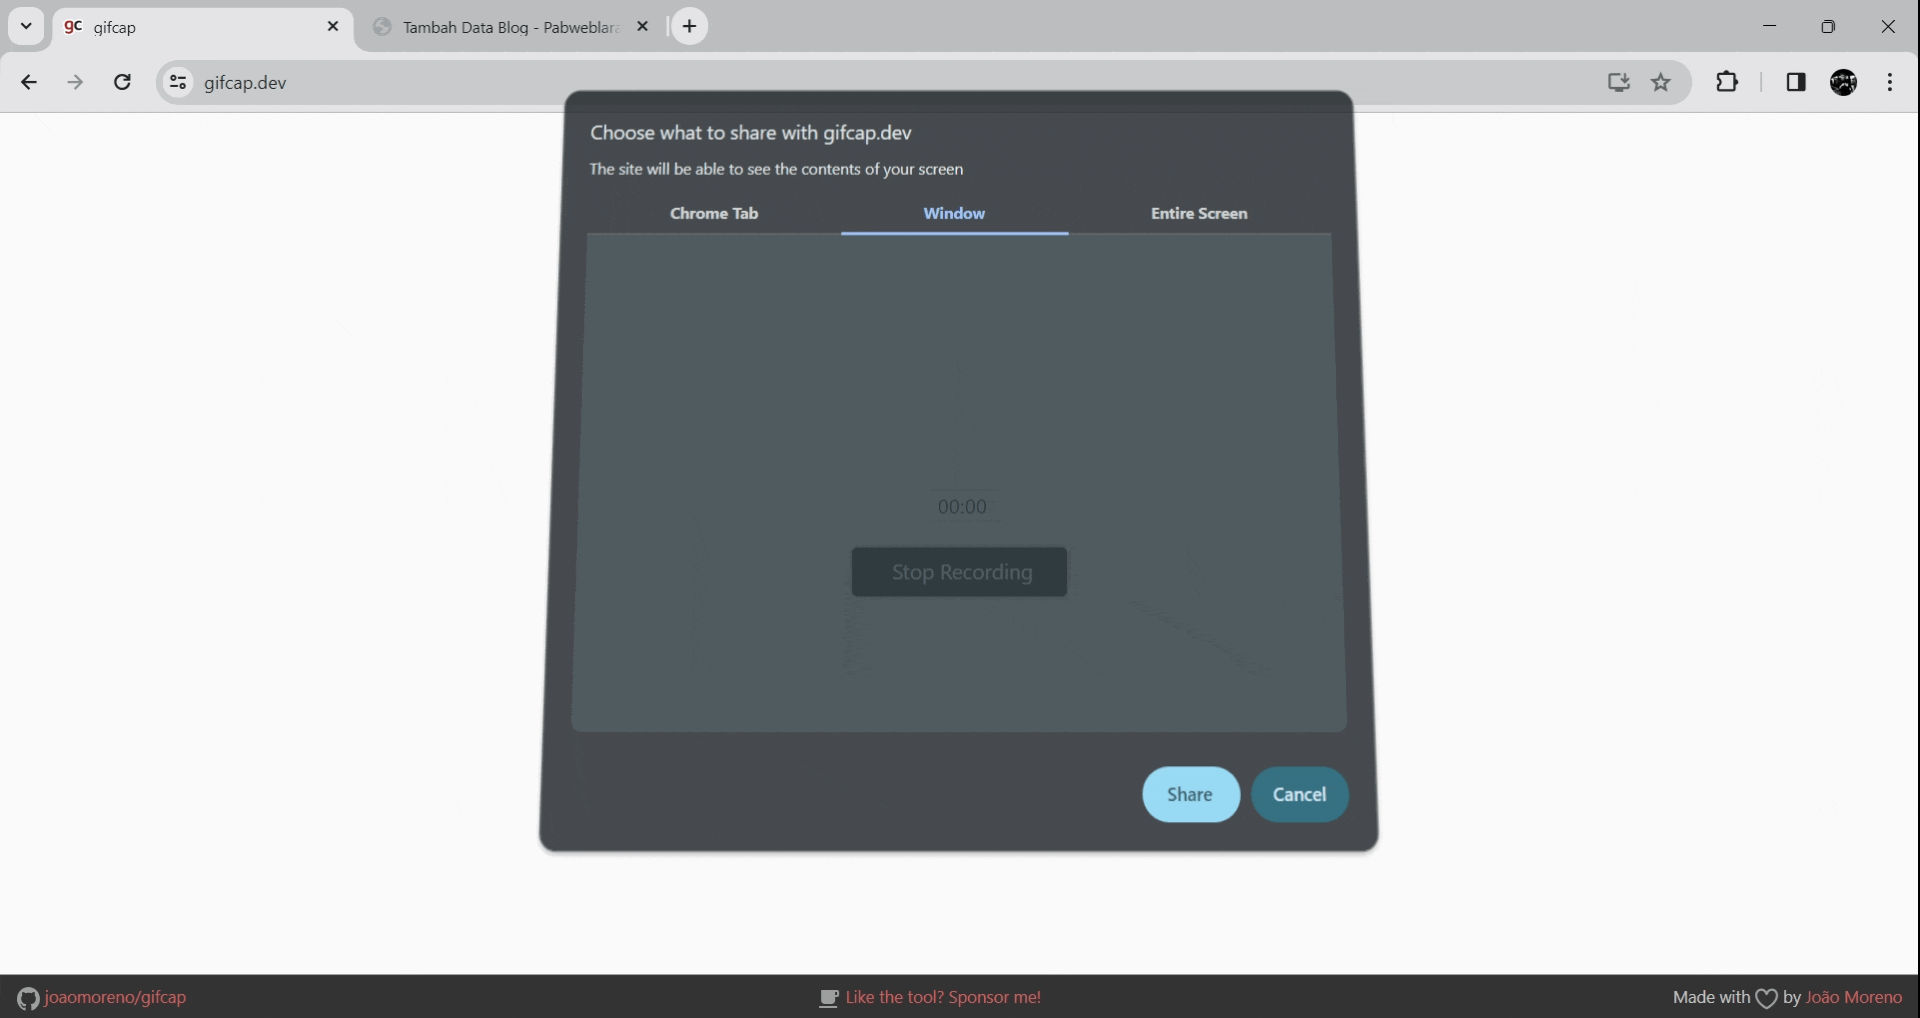 gc gifcap
Tambah Data Blog - Pabweblara
gifcap.dev
Choose what to share with gifcap.dev
The site will be able to see the contents of your screen
Chrome Tab
Window
Entire Screen
00:00
Stop Recording
Share
Cancel
joaomoreno/gifcap
Like the tool? Sponsor me!
Made with by João Moreno